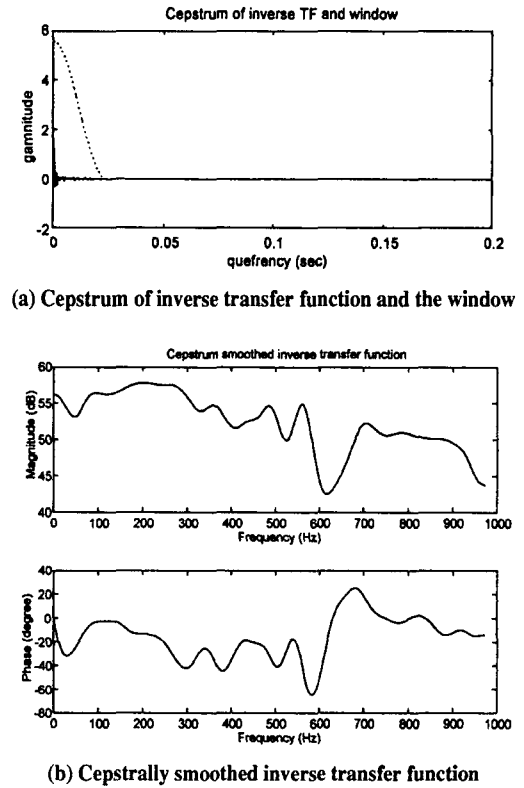 Cepstrum of inverse TF and window
6
4
2
0
-2
gamnitude
0 0.05 0.1 0.15 0.2
quefrency (sec)
(a) Cepstrum of inverse transfer function and the window
Cepstrum smoothed inverse transfer function
60
55
50
45
40
Magnitude (dB)
0 100 200 300 400 500 600 700 800 900 1000
Frequency (Hz)
40
20
0
-20
-40
-60
-80
Phase (degree)
0 100 200 300 400 500 600 700 800 900 1000
Frequency (Hz)
(b) Cepstrally smoothed inverse transfer function